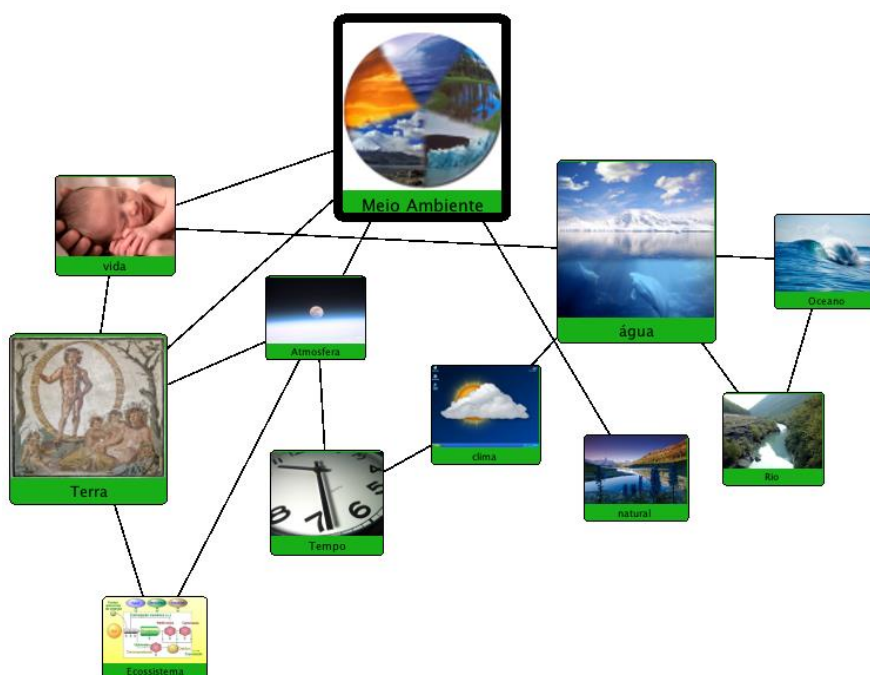 Meio Ambiente
vida
água
Oceano
Atmosfera
Terra
clima
Rio
natural
Tempo
Ecossistema